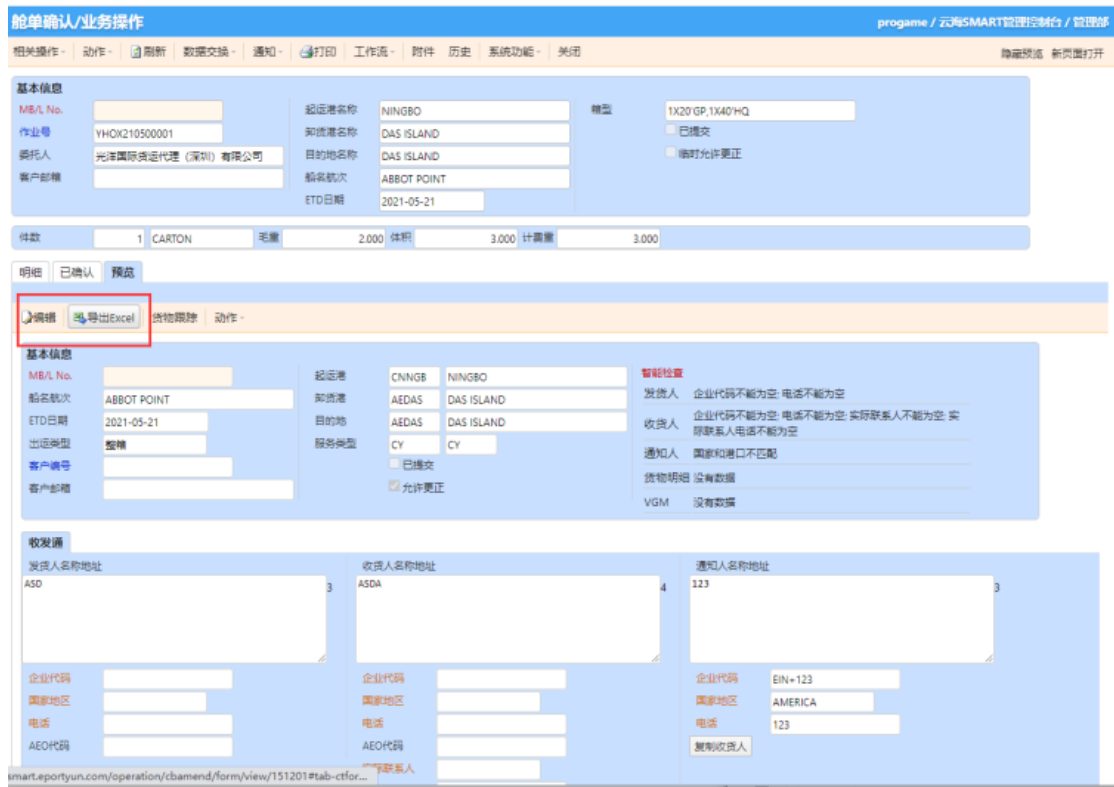 舱单确认/业务操作 progame / 云海SMART管理控制台 / 管理部
相关操作 动作 刷新 数据交换 通知 打印 工作流 附件 历史 系统功能 关闭 隐藏预览 新页面打开
基本信息
MB/L No. 起运港名称 NINGBO 箱型 1X20'GP,1X40'HQ
作业号 YHOX210500001 卸货港名称 DAS ISLAND 已提交
委托人 光洋国际货运代理（深圳）有限公司 目的地名称 DAS ISLAND 临时允许更正
客户邮箱 船名航次 ABBOT POINT
ETD日期 2021-05-21
件数 1 CARTON 毛重 2.000 体积 3.000 计费重 3.000
明细 已确认 预览
编辑 导出Excel 货物跟踪 动作
基本信息
MB/L No. 起运港 CNNGB NINGBO 智能检查
船名航次 ABBOT POINT 卸货港 AEDAS DAS ISLAND 发货人 企业代码不能为空; 电话不能为空
ETD日期 2021-05-21 目的地 AEDAS DAS ISLAND 收货人 企业代码不能为空; 电话不能为空; 实际联系人不能为空; 实
际联系人电话不能为空
出运类型 整箱 服务类型 CY CY 通知人 国家和港口不匹配
客户编号 已提交 货物明细 没有数据
客户邮箱 允许更正 VGM 没有数据
收发通
发货人名称地址 收货人名称地址 通知人名称地址
ASD 3 ASDA 4 123 3
企业代码 企业代码 企业代码 EIN+123
国家地区 国家地区 国家地区 AMERICA
电话 电话 电话 123
AEO代码 AEO代码 复制收货人
实际联系人
smart.eportyun.com/operation/cbamend/form/view/151201#tab-ctfor...